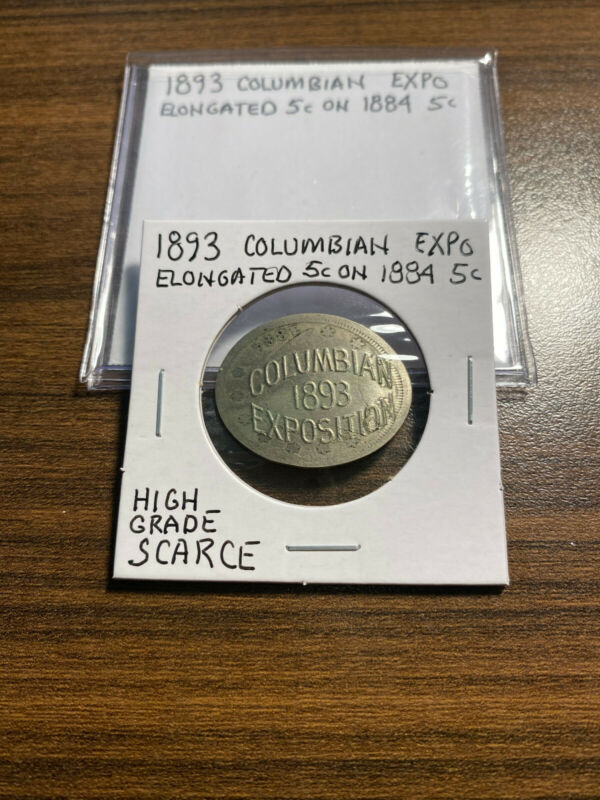 1893 COLUMBIAN EXPO
ELONGATED 5c ON 1884 5c
1893 COLUMBIAN EXPO
ELONGATED 5c ON 1884 5c
COLUMBIAN
1893
EXPOSITION
HIGH
GRADE
SCARCE